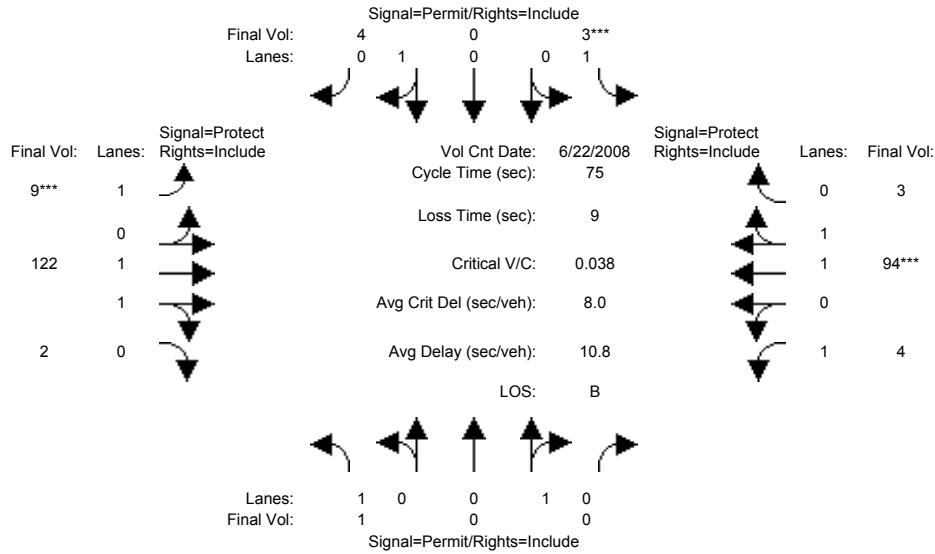 Signal=Permit/Rights=Include
Final Vol: 4 0 3***
Lanes: 0 1 0 0 1
Signal=Protect Signal=Protect
Final Vol: Lanes: Rights=Include Vol Cnt Date: 6/22/2008 Rights=Include Lanes: Final Vol:
Cycle Time (sec): 75
9*** 1 0 3
Loss Time (sec): 9
0 1
122 1 Critical V/C: 0.038 1 94***
1 Avg Crit Del (sec/veh): 8.0 0
2 0 Avg Delay (sec/veh): 10.8 1 4
LOS: B
Lanes: 1 0 0 1 0
Final Vol: 1 0 0
Signal=Permit/Rights=Include